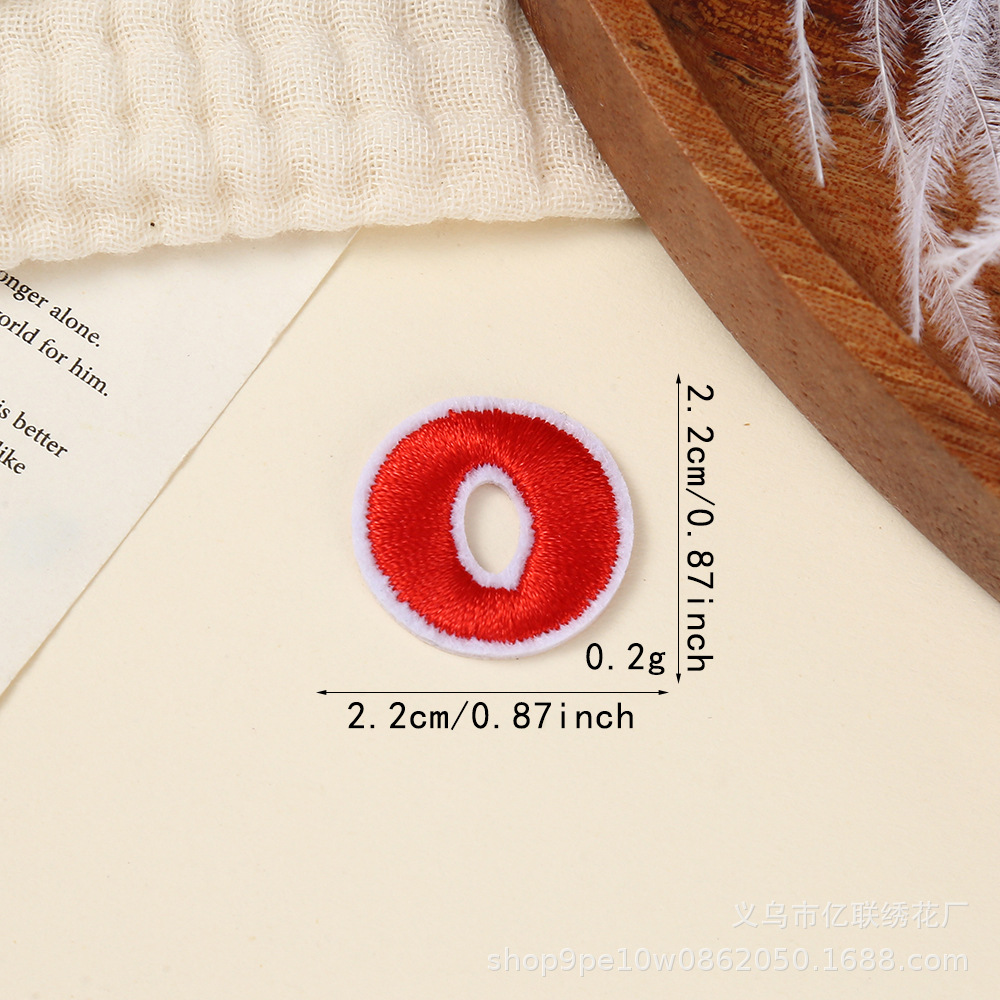 onger alone.
orld for him.
is better
like
O
2.2cm/0.87inch
0.2g
2.2cm/0.87inch
义乌市亿联绣花厂
shop9pe10w0862050.1688.com